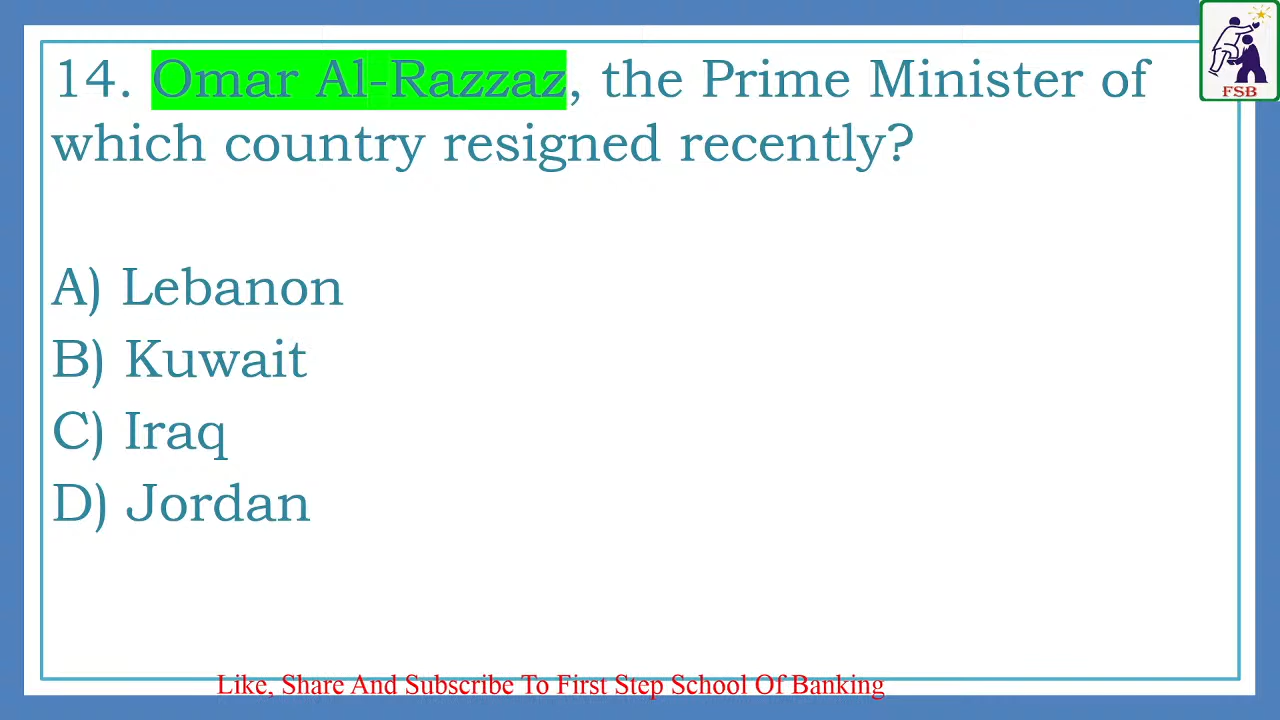 14. Omar Al-Razzaz, the Prime Minister of
which country resigned recently?
A) Lebanon
B) Kuwait
C) Iraq
D) Jordan
Like, Share And Subscribe To First Step School Of Banking
FSB